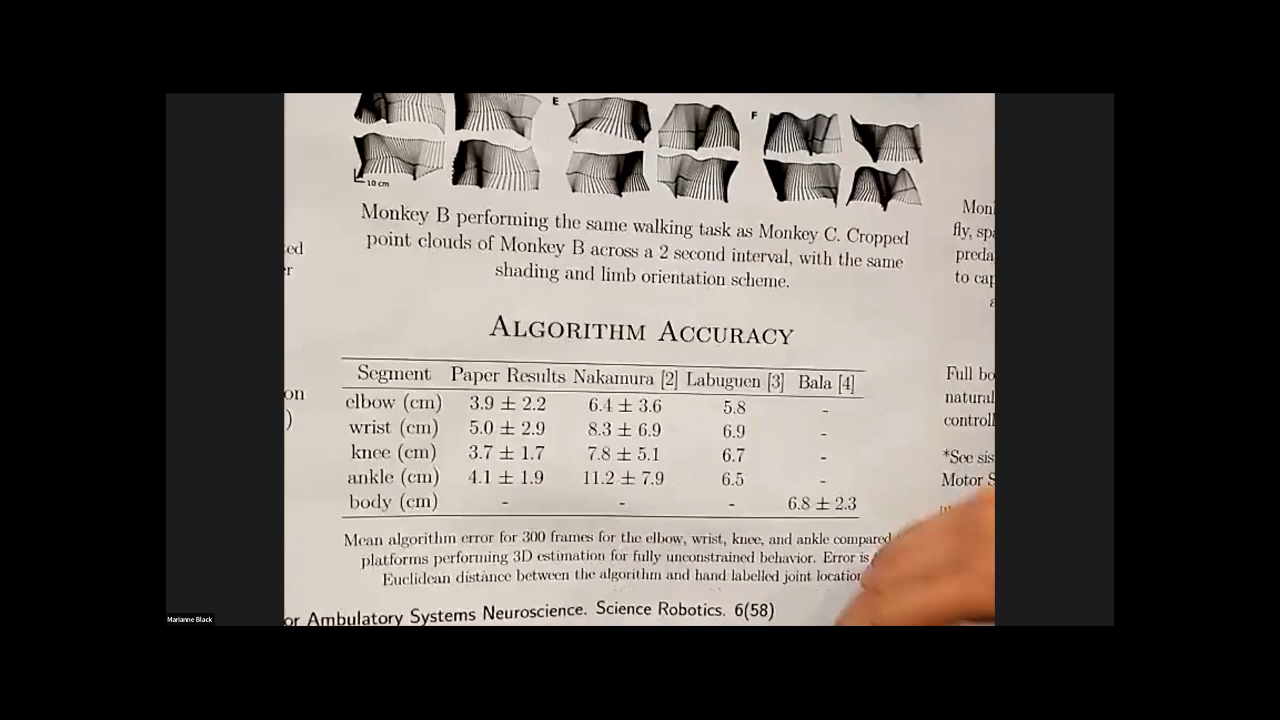 E
F
10 cm
Monkey B performing the same walking task as Monkey C. Cropped
point clouds of Monkey B across a 2 second interval, with the same
shading and limb orientation scheme.
ed
r
on
)
ALGORITHM ACCURACY
Segment Paper Results Nakamura [2] Labuguen [3] Bala [4]
elbow (cm) 3.9 ± 2.2 6.4 ± 3.6 5.8 -
wrist (cm) 5.0 ± 2.9 8.3 ± 6.9 6.9 -
knee (cm) 3.7 ± 1.7 7.8 ± 5.1 6.7 -
ankle (cm) 4.1 ± 1.9 11.2 ± 7.9 6.5 -
body (cm) - - - 6.8 ± 2.3
Mean algorithm error for 300 frames for the elbow, wrist, knee, and ankle compared
platforms performing 3D estimation for fully unconstrained behavior. Error is
Euclidean distance between the algorithm and hand labelled joint location
or Ambulatory Systems Neuroscience. Science Robotics. 6(58)
Monk
fly, spa
preda
to cap
Full bo
natural
controll
*See sis
Motor S
Marianne Black